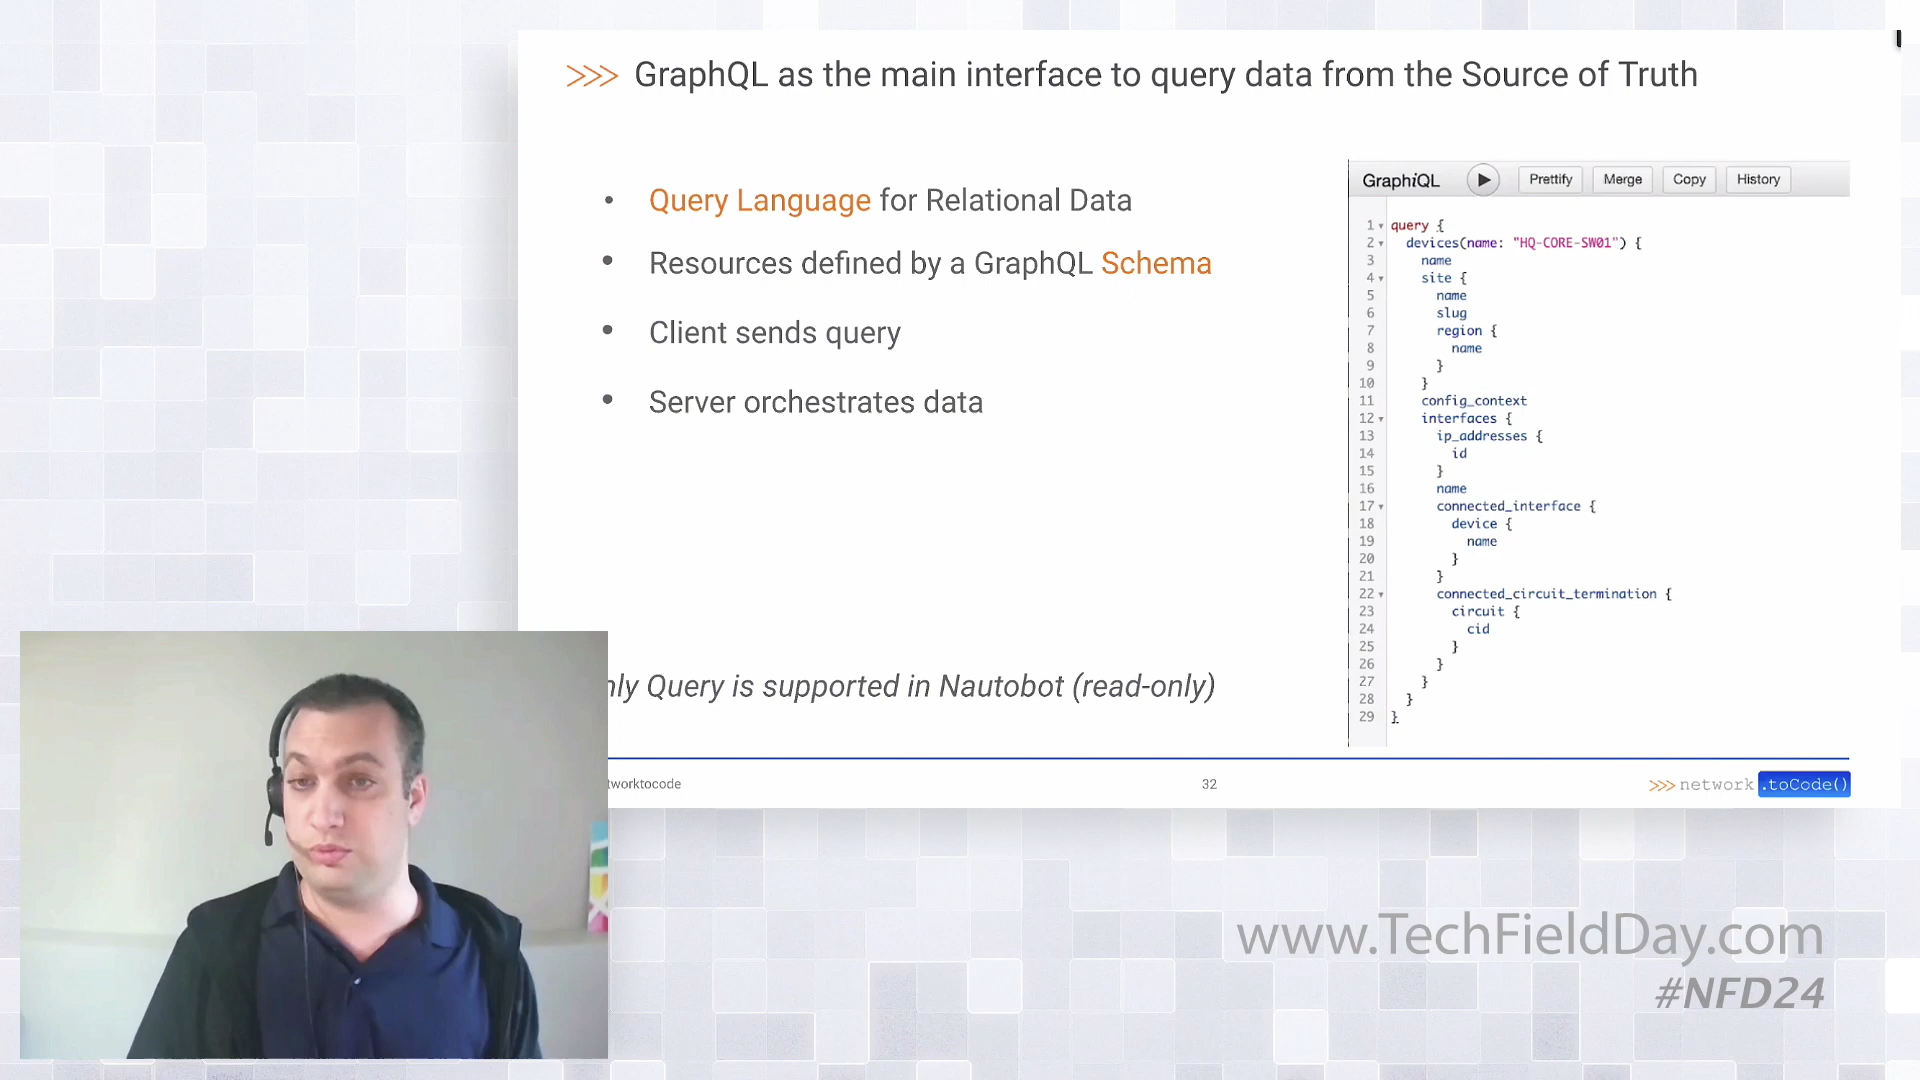 >>> GraphQL as the main interface to query data from the Source of Truth
• Query Language for Relational Data
• Resources defined by a GraphQL Schema
• Client sends query
• Server orchestrates data
Query is supported in Nautobot (read-only)
GraphiQL Prettify Merge Copy History
1 query {
2 devices(name: "HQ-CORE-SW01") {
3 name
4 site {
5 name
6 slug
7 region {
8 name
9 }
10 }
11 config_context
12 interfaces {
13 ip_addresses {
14 id
15 }
16 name
17 connected_interface {
18 device {
19 name
20 }
21 }
22 connected_circuit_termination {
23 circuit {
24 cid
25 }
26 }
27 }
28 }
29 }
tworktocode
32
>>> network .toCode()
www.TechFieldDay.com
#NFD24